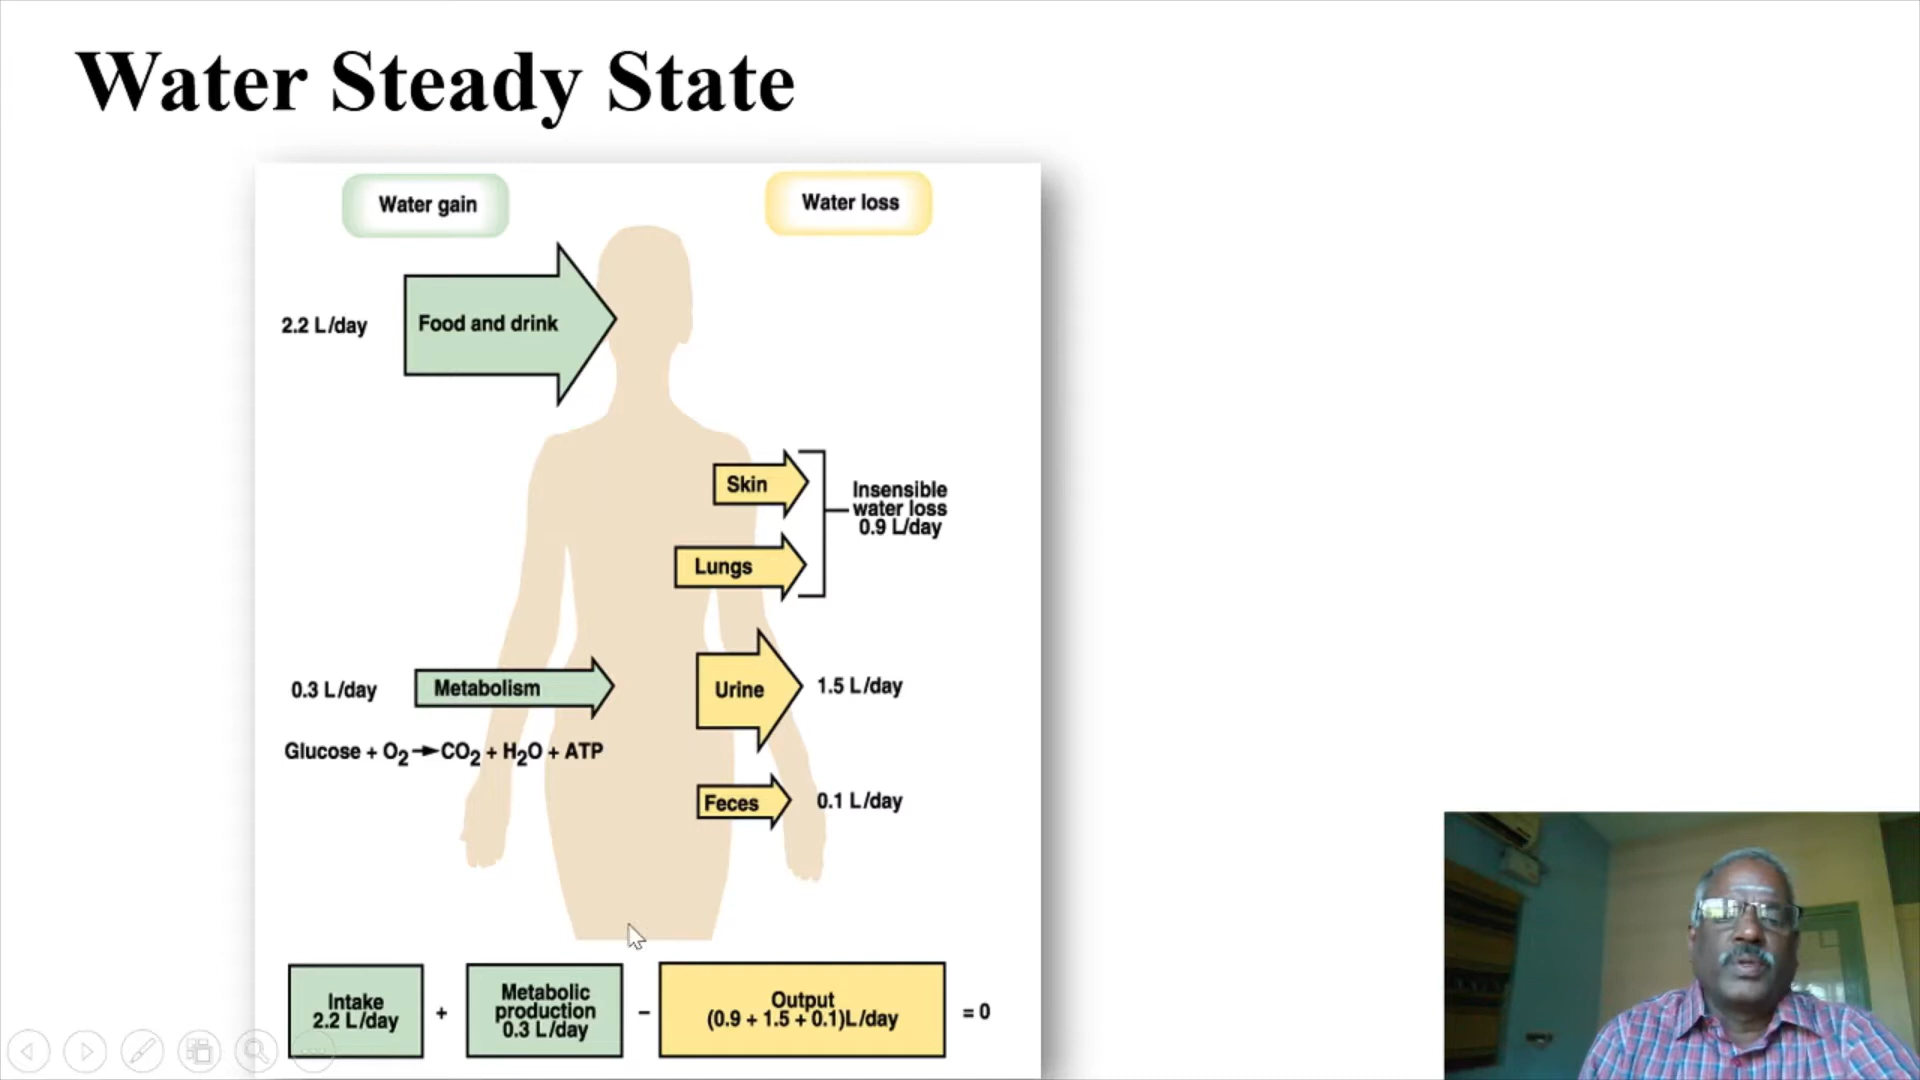 Water Steady State
Water gain
Water loss
2.2 L/day
Food and drink
Skin
Lungs
Insensible
water loss
0.9 L/day
0.3 L/day
Metabolism
Glucose + O₂ → CO₂ + H₂O + ATP
Urine
1.5 L/day
Feces
0.1 L/day
Intake
2.2 L/day
+
Metabolic
production
0.3 L/day
−
Output
(0.9 + 1.5 + 0.1)L/day
= 0